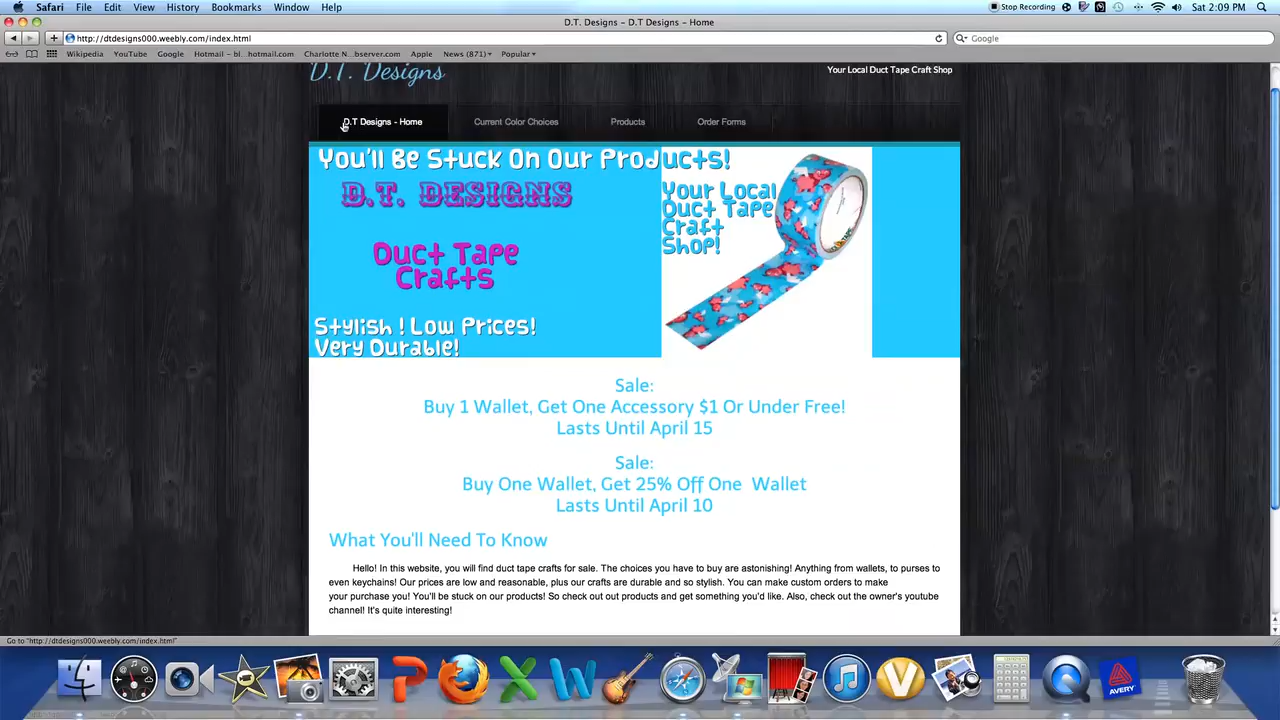 Safari File Edit View History Bookmarks Window Help Stop Recording Sat 2:09 PM
D.T. Designs - D.T Designs - Home
http://dtdesigns000.weebly.com/index.html Google
Wikipedia YouTube Google Hotmail - bl...hotmail.com Charlotte N...bserver.com Apple News (871) Popular
D.T. Designs
Your Local Duct Tape Craft Shop
D.T Designs - Home Current Color Choices Products Order Forms
You'll Be Stuck On Our Products!
D.T. DESIGNS
Duct Tape
Crafts
Stylish ! Low Prices!
Very Durable!
Your Local
Duct Tape
Craft
Shop!
Sale:
Buy 1 Wallet, Get One Accessory $1 Or Under Free!
Lasts Until April 15
Sale:
Buy One Wallet, Get 25% Off One Wallet
Lasts Until April 10
What You'll Need To Know
Hello! In this website, you will find duct tape crafts for sale. The choices you have to buy are astonishing! Anything from wallets, to purses to
even keychains! Our prices are low and reasonable, plus our crafts are durable and so stylish. You can make custom orders to make
your purchase you! You'll be stuck on our products! So check out out products and get something you'd like. Also, check out the owner's youtube
channel! It's quite interesting!
Go to "http://dtdesigns000.weebly.com/index.html"
AVERY